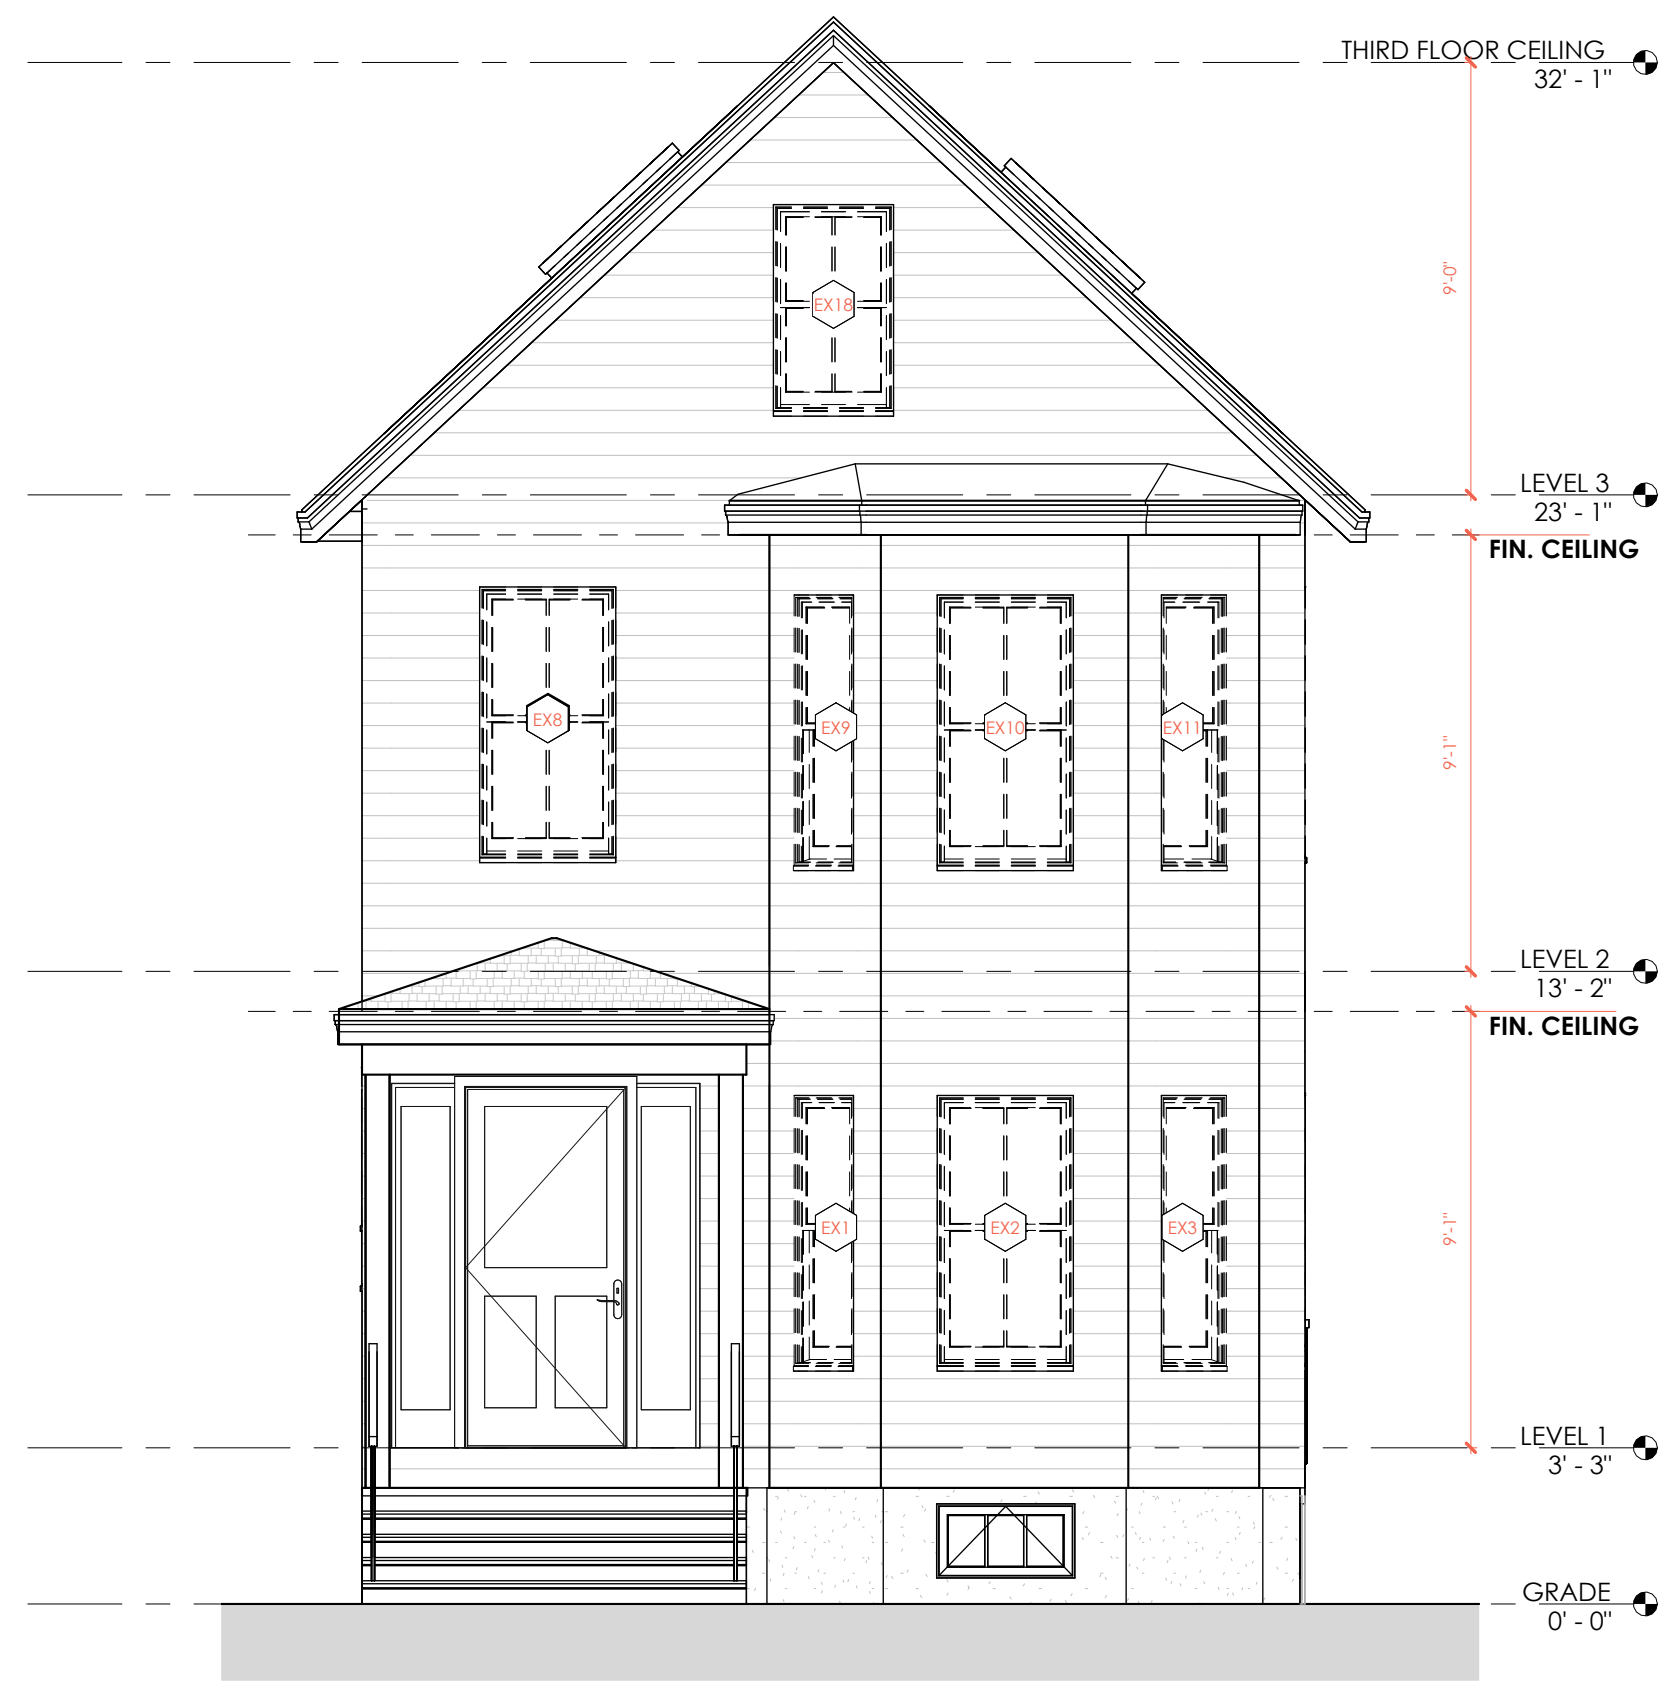 THIRD FLOOR CEILING
32' - 1"
9'-0"
EX18
LEVEL 3
23' - 1"
FIN. CEILING
EX8
EX9
EX10
EX11
9'-1"
LEVEL 2
13' - 2"
FIN. CEILING
EX1
EX2
EX3
9'-1"
LEVEL 1
3' - 3"
GRADE
0' - 0"